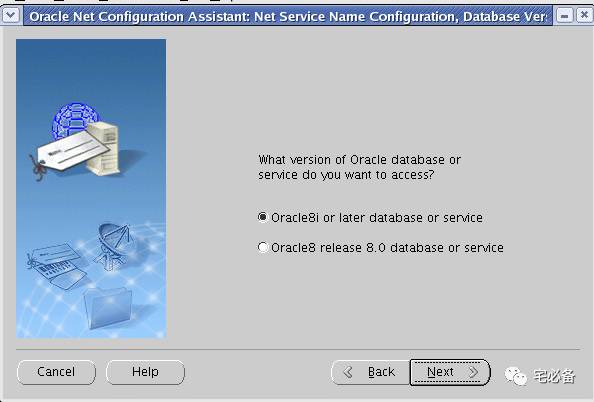 Oracle Net Configuration Assistant: Net Service Name Configuration, Database Ver
What version of Oracle database or
service do you want to access?
Oracle8i or later database or service
Oracle8 release 8.0 database or service
Cancel
Help
Back
Next
宅必备